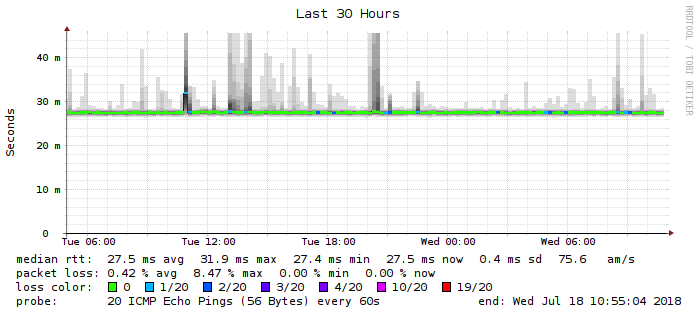 Last 30 Hours
RRDTOOL / TOBI OETIKER
Seconds
40 m
30 m
20 m
10 m
0
Tue 06:00 Tue 12:00 Tue 18:00 Wed 00:00 Wed 06:00
median rtt: 27.5 ms avg 31.9 ms max 27.4 ms min 27.5 ms now 0.4 ms sd 75.6 am/s
packet loss: 0.42 % avg 8.47 % max 0.00 % min 0.00 % now
loss color: 0 1/20 2/20 3/20 4/20 10/20 19/20
probe: 20 ICMP Echo Pings (56 Bytes) every 60s end: Wed Jul 18 10:55:04 2018